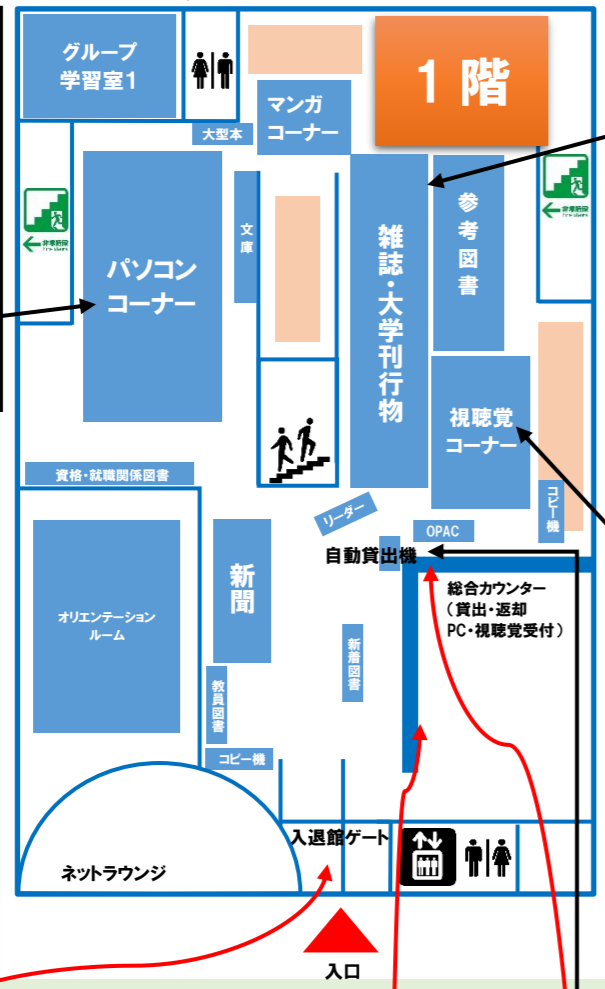 グループ
学習室1
1 階
マンガ
コーナー
大型本
文庫
参考図書
雑誌・大学刊行物
パソコン
コーナー
視聴覚
コーナー
非常階段
資格・就職関係図書
リーダー
OPAC
コピー機
自動貸出機
総合カウンター
（貸出・返却
PC・視聴覚受付）
新聞
オリエンテーション
ルーム
新着図書
教員図書
コピー機
入退館ゲート
ネットラウンジ
入口